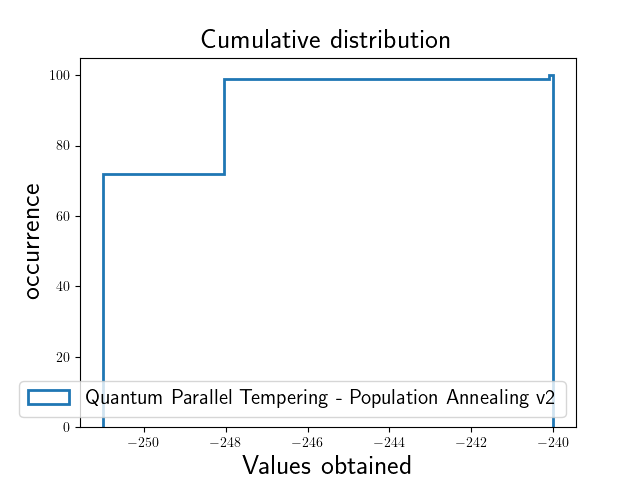 Cumulative distribution
occurrence
100
80
60
40
20
0
Quantum Parallel Tempering - Population Annealing v2
−250 −248 −246 −244 −242 −240
Values obtained